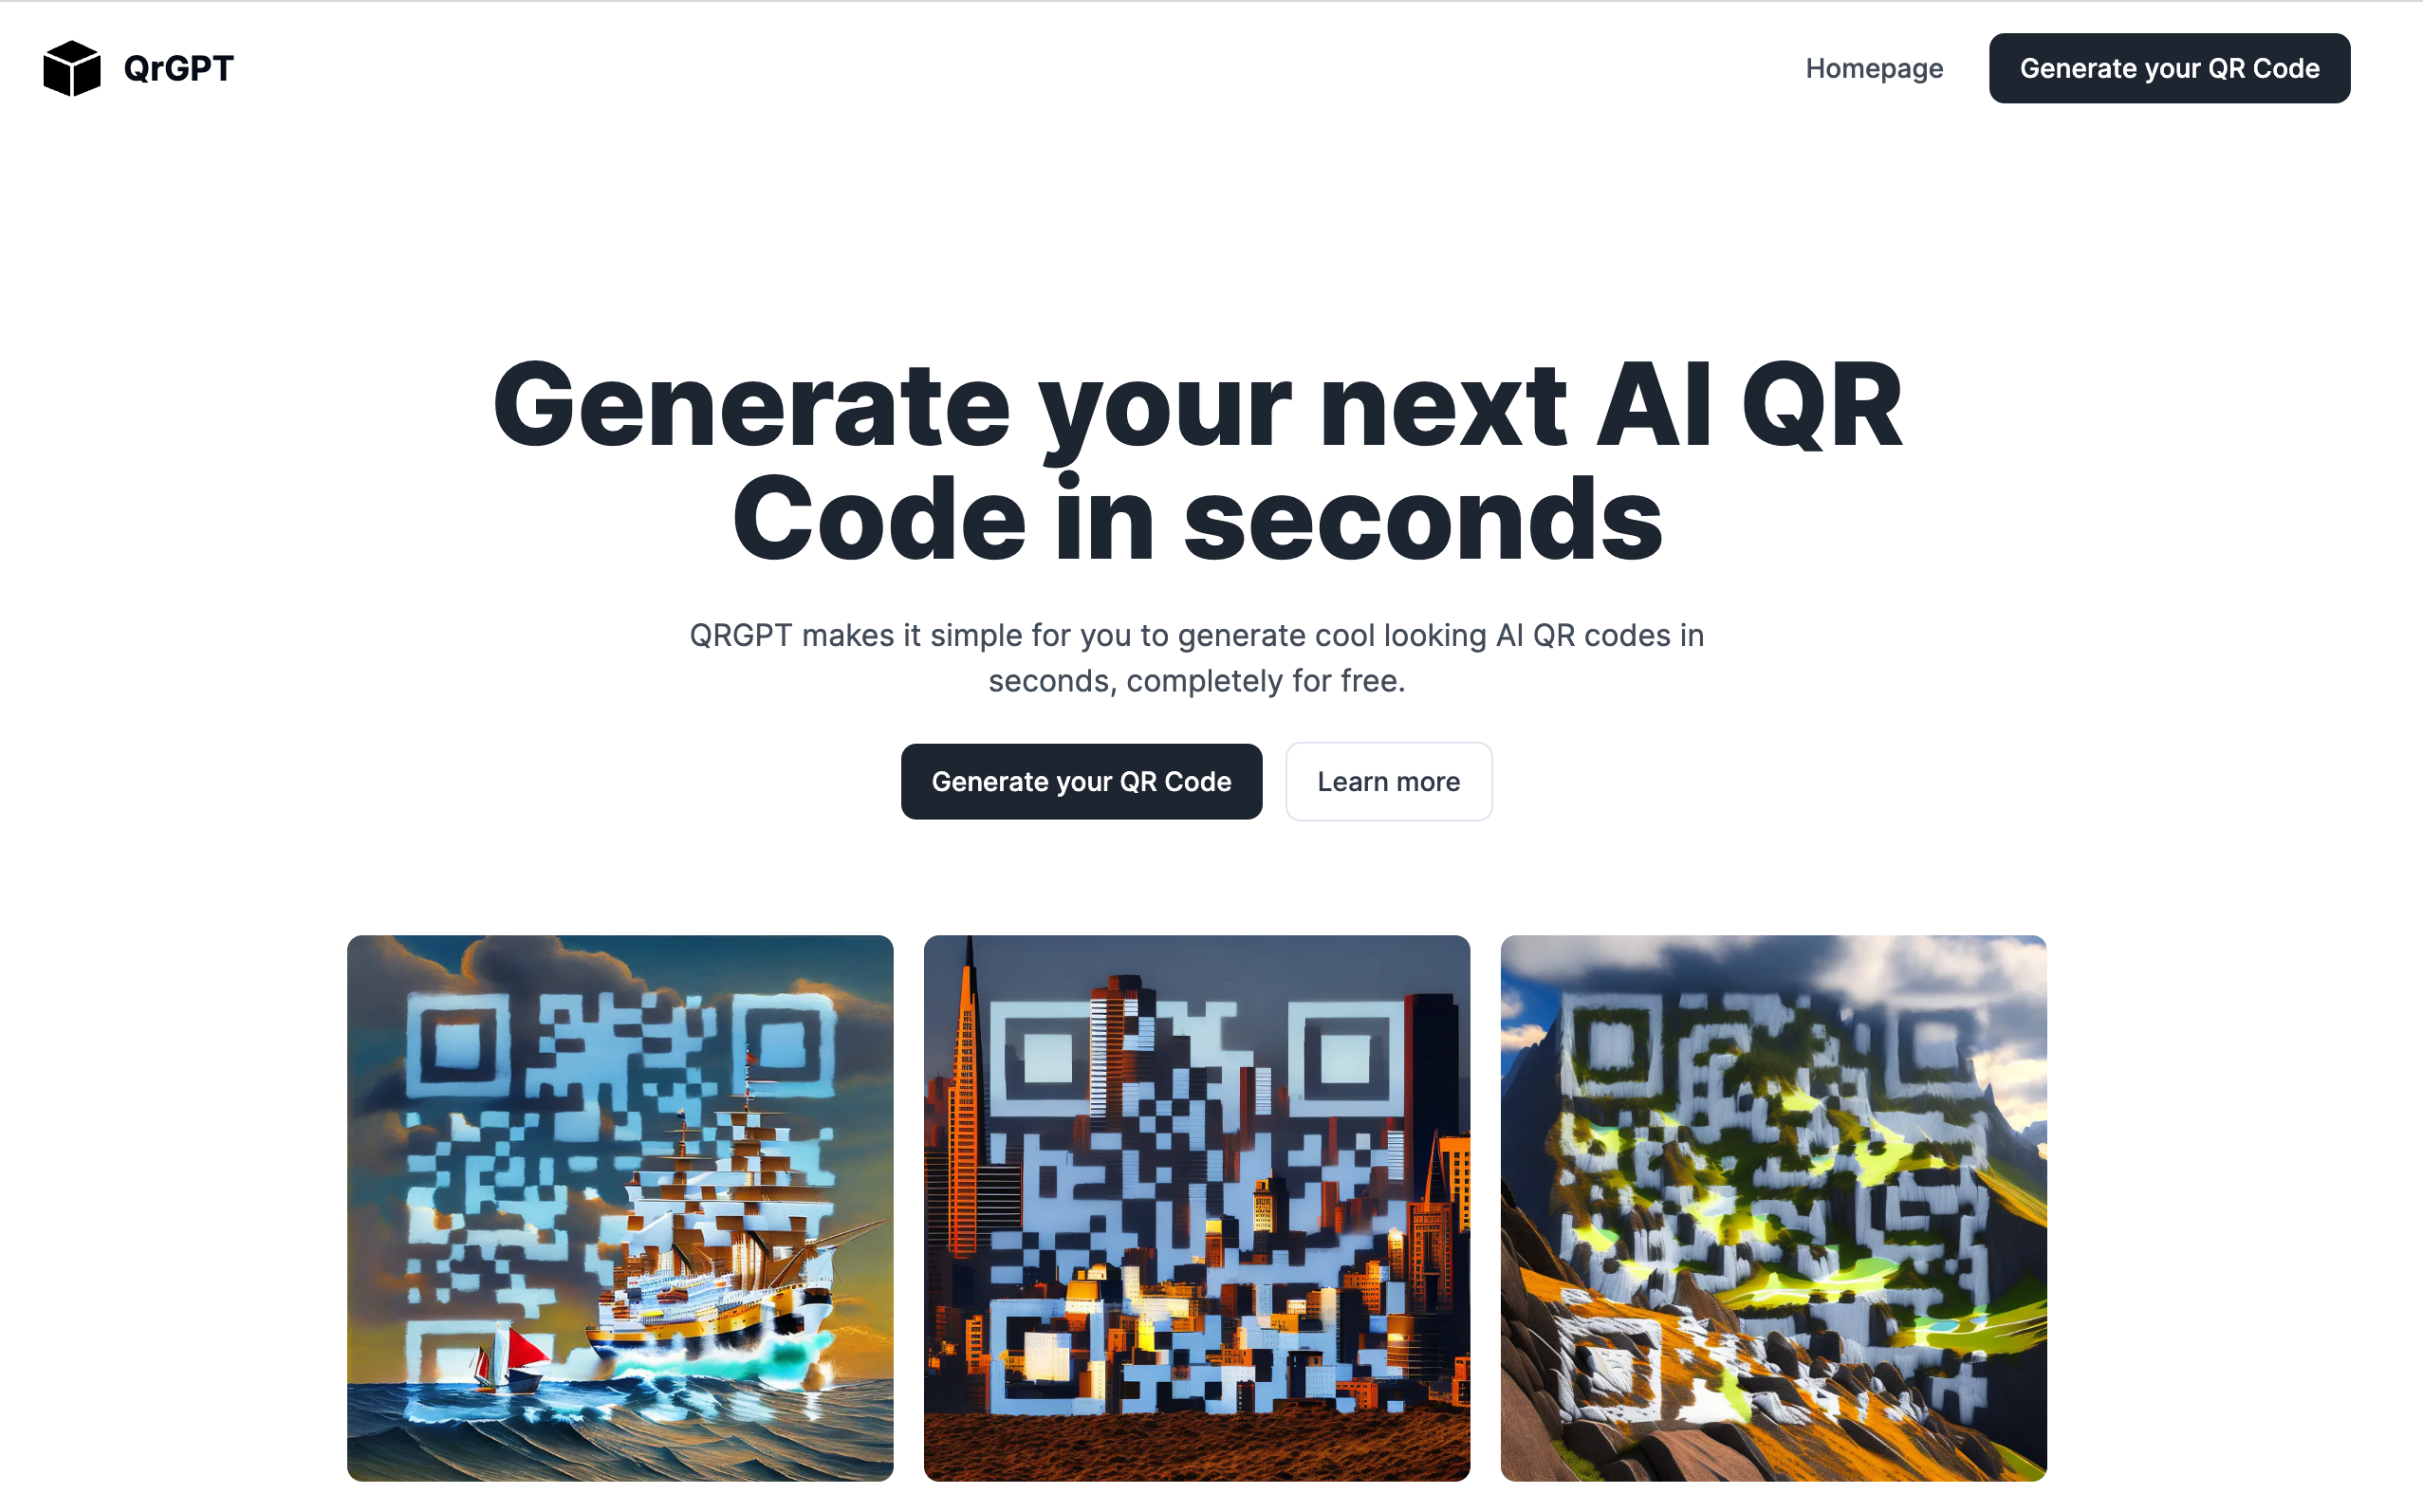 QrGPT
Homepage
Generate your QR Code
Generate your next AI QR
Code in seconds
QRGPT makes it simple for you to generate cool looking AI QR codes in
seconds, completely for free.
Generate your QR Code
Learn more